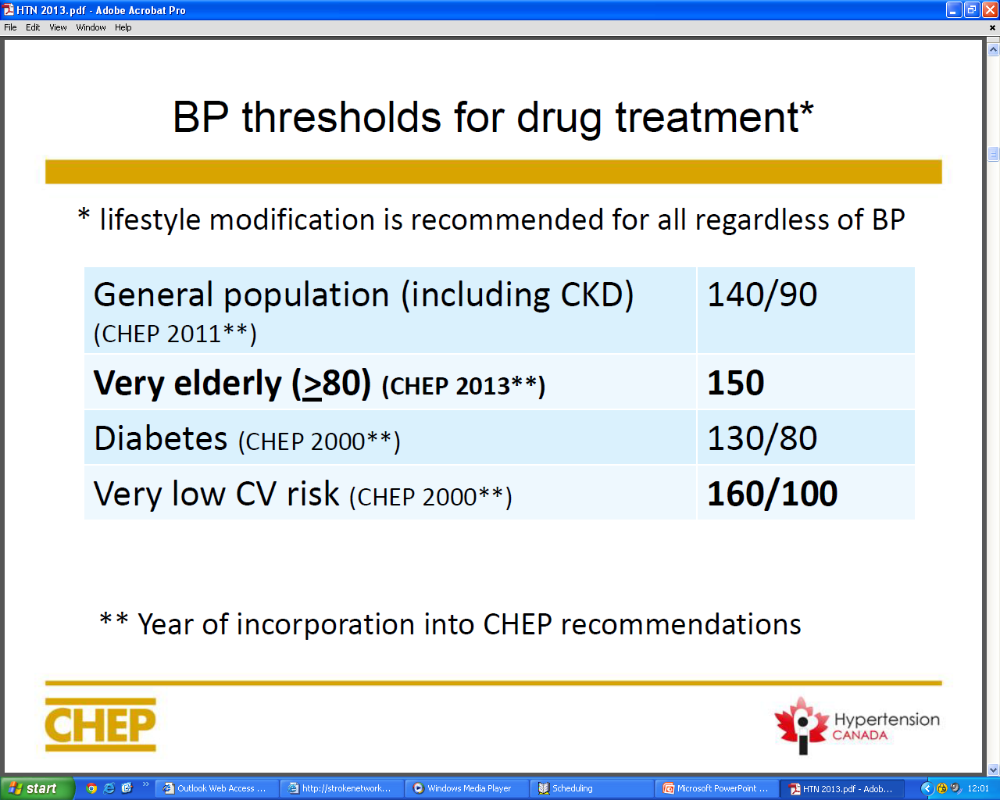 HTN 2013.pdf - Adobe Acrobat Pro
File Edit View Window Help
BP thresholds for drug treatment*
* lifestyle modification is recommended for all regardless of BP
General population (including CKD) 140/90
(CHEP 2011**)
Very elderly (≥80) (CHEP 2013**) 150
Diabetes (CHEP 2000**) 130/80
Very low CV risk (CHEP 2000**) 160/100
** Year of incorporation into CHEP recommendations
CHEP
Hypertension
CANADA
start Outlook Web Access ... http://strokenetwork... Windows Media Player Scheduling Microsoft PowerPoint ... HTN 2013.pdf - Adob... 12:01